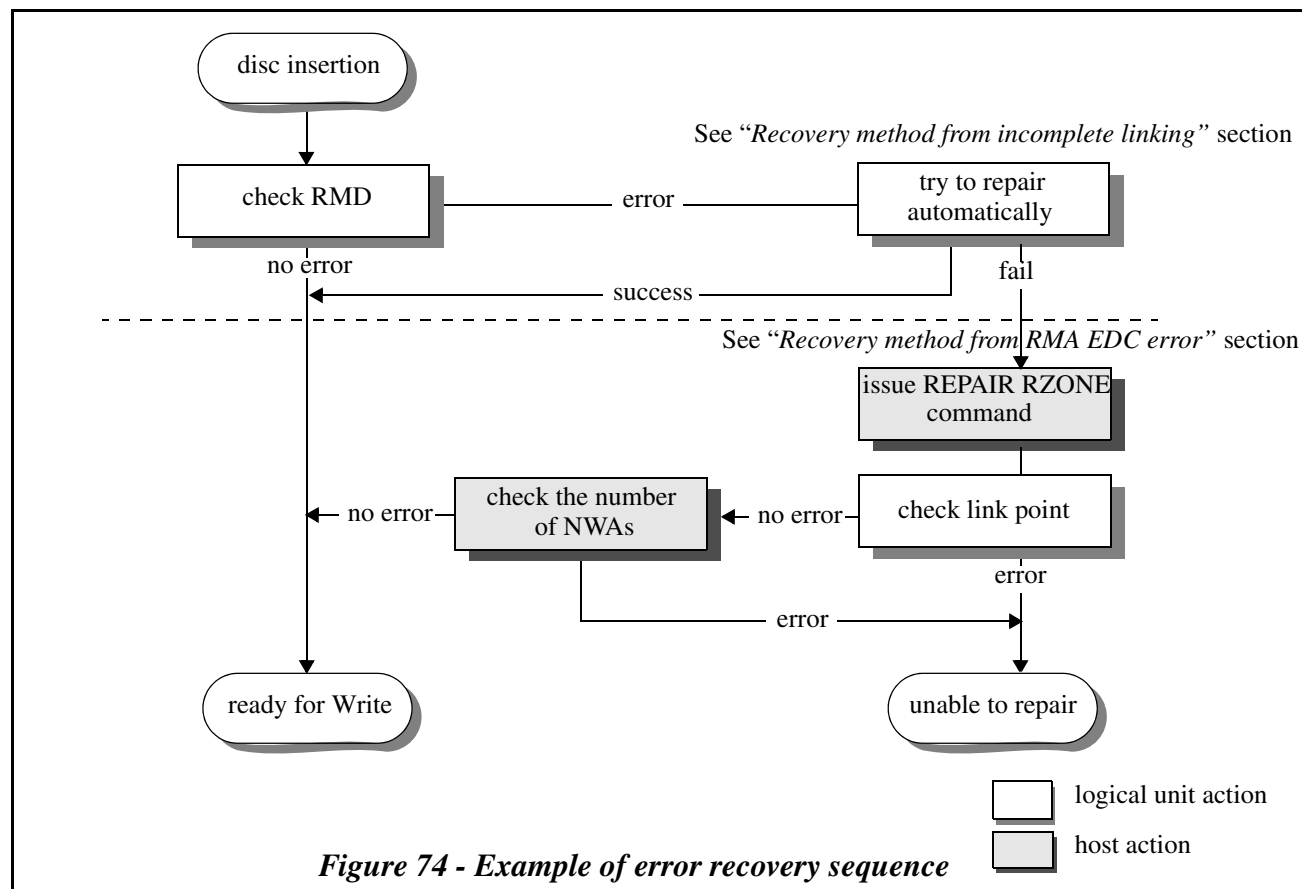 disc insertion
See “Recovery method from incomplete linking” section
check RMD
error
try to repair
automatically
no error
fail
success
See “Recovery method from RMA EDC error” section
issue REPAIR RZONE
command
check the number
of NWAs
no error
no error
check link point
error
error
ready for Write
unable to repair
logical unit action
host action
Figure 74 - Example of error recovery sequence